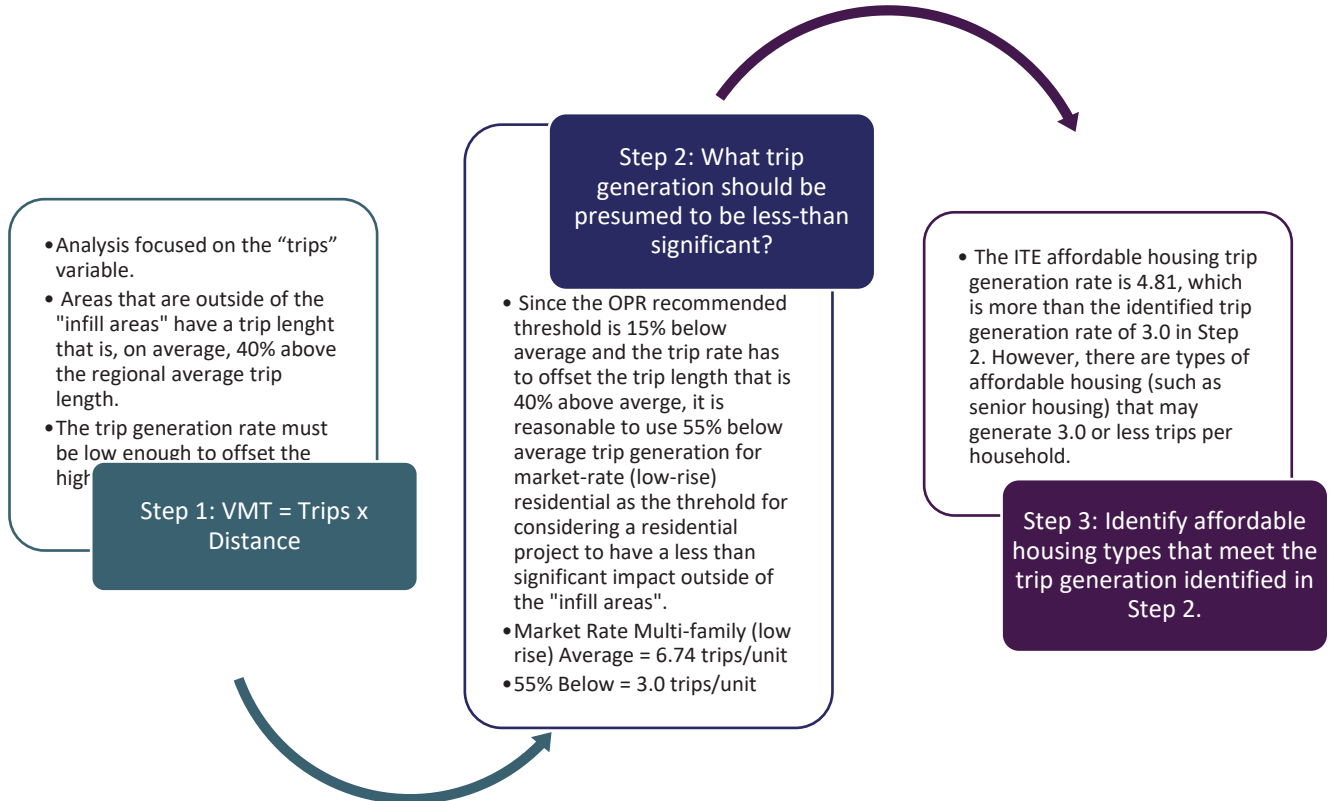 •Analysis focused on the “trips”
variable.
• Areas that are outside of the
"infill areas" have a trip lenght
that is, on average, 40% above
the regional average trip
length.
•The trip generation rate must
be low enough to offset the
Step 1: VMT = Trips x
Distance
Step 2: What trip
generation should be
presumed to be less-than
significant?
• Since the OPR recommended
threshold is 15% below
average and the trip rate has
to offset the trip length that is
40% above averge, it is
reasonable to use 55% below
average trip generation for
market-rate (low-rise)
residential as the threhold for
considering a residential
project to have a less than
significant impact outside of
the "infill areas".
•Market Rate Multi-family (low
rise) Average = 6.74 trips/unit
•55% Below = 3.0 trips/unit
• The ITE affordable housing trip
generation rate is 4.81, which
is more than the identified trip
generation rate of 3.0 in Step
2. However, there are types of
affordable housing (such as
senior housing) that may
generate 3.0 or less trips per
household.
Step 3: Identify affordable
housing types that meet the
trip generation identified in
Step 2.